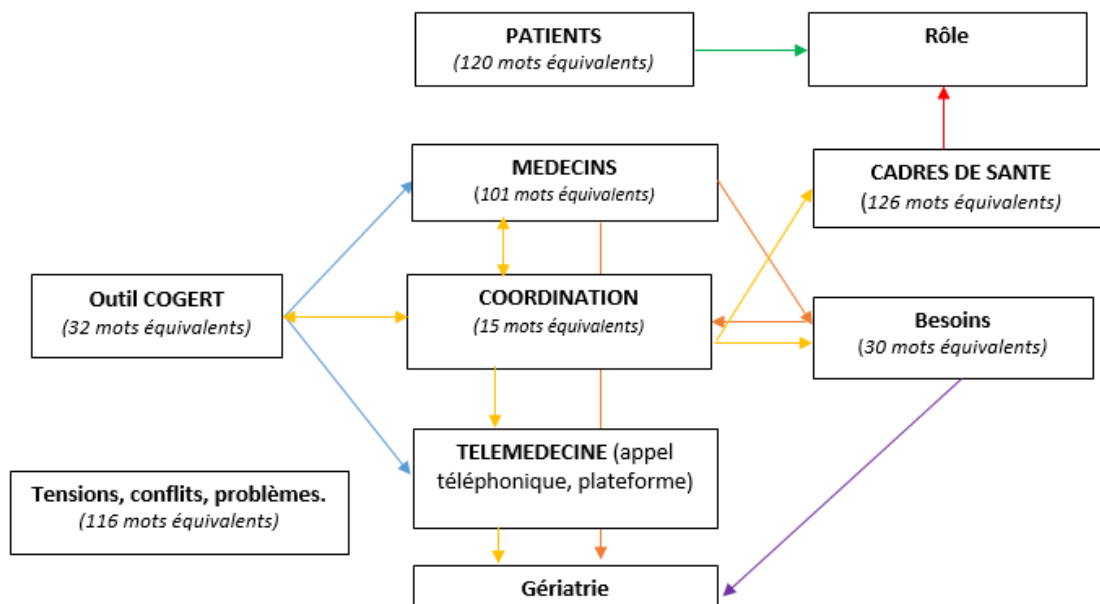 PATIENTS
(120 mots équivalents)
Rôle
MEDECINS
(101 mots équivalents)
CADRES DE SANTE
(126 mots équivalents)
Outil COGERT
(32 mots équivalents)
COORDINATION
(15 mots équivalents)
Besoins
(30 mots équivalents)
TELEMEDECINE (appel
téléphonique, plateforme)
Tensions, conflits, problèmes.
(116 mots équivalents)
Gériatrie